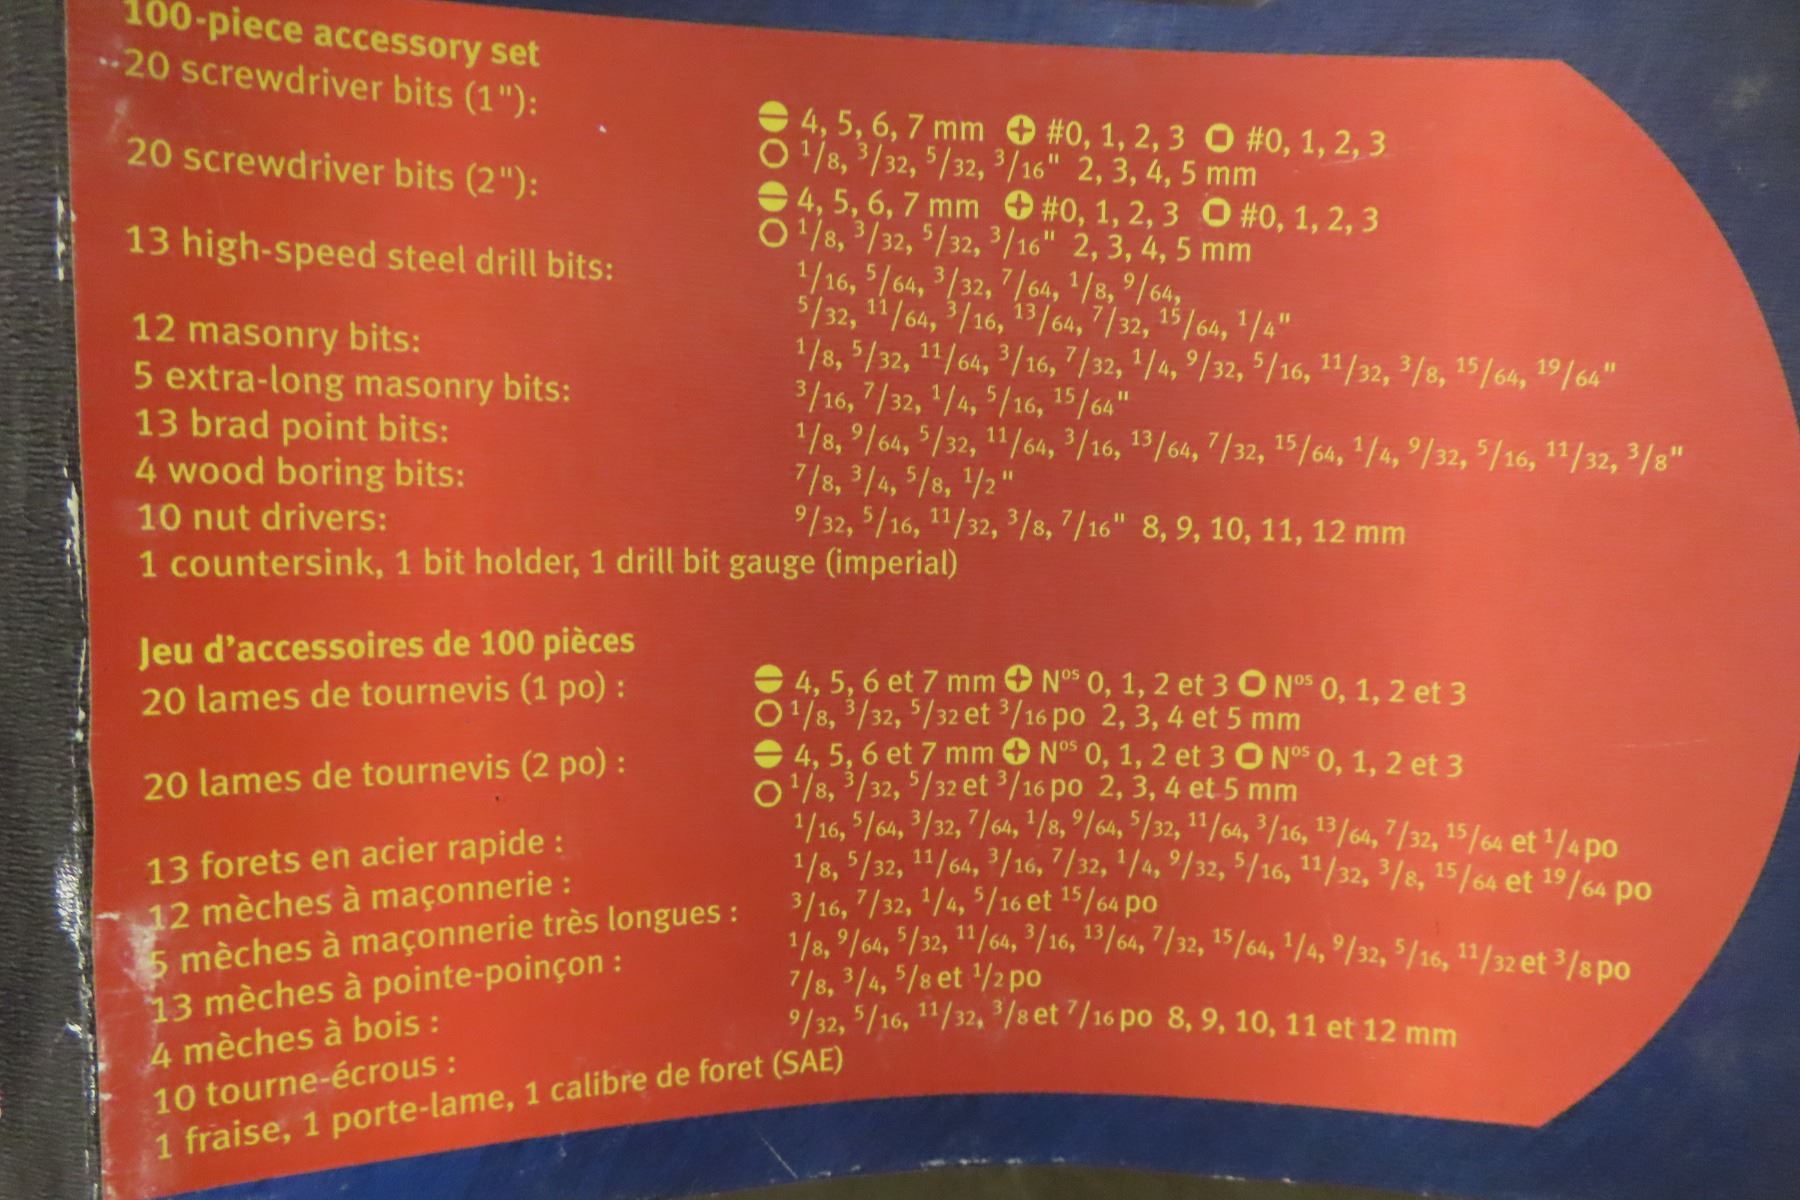 100-piece accessory set
20 screwdriver bits (1"):
4, 5, 6, 7 mm #0, 1, 2, 3 #0, 1, 2, 3
1/8, 3/32, 5/32, 3/16" 2, 3, 4, 5 mm
20 screwdriver bits (2"):
4, 5, 6, 7 mm #0, 1, 2, 3 #0, 1, 2, 3
1/8, 3/32, 5/32, 3/16" 2, 3, 4, 5 mm
13 high-speed steel drill bits:
1/16, 5/64, 3/32, 7/64, 1/8, 9/64,
5/32, 11/64, 3/16, 13/64, 7/32, 15/64, 1/4"
12 masonry bits:
1/8, 5/32, 11/64, 3/16, 7/32, 1/4, 9/32, 5/16, 11/32, 3/8, 15/64, 19/64"
5 extra-long masonry bits:
3/16, 7/32, 1/4, 5/16, 15/64"
13 brad point bits:
1/8, 9/64, 5/32, 11/64, 3/16, 13/64, 7/32, 15/64, 1/4, 9/32, 5/16, 11/32, 3/8"
4 wood boring bits:
7/8, 3/4, 5/8, 1/2"
10 nut drivers:
9/32, 5/16, 11/32, 3/8, 7/16" 8, 9, 10, 11, 12 mm
1 countersink, 1 bit holder, 1 drill bit gauge (imperial)
Jeu d'accessoires de 100 pièces
20 lames de tournevis (1 po) :
4, 5, 6 et 7 mm Nos 0, 1, 2 et 3 Nos 0, 1, 2 et 3
1/8, 3/32, 5/32 et 3/16 po 2, 3, 4 et 5 mm
20 lames de tournevis (2 po) :
4, 5, 6 et 7 mm Nos 0, 1, 2 et 3 Nos 0, 1, 2 et 3
1/8, 3/32, 5/32 et 3/16 po 2, 3, 4 et 5 mm
13 forets en acier rapide :
1/16, 5/64, 3/32, 7/64, 1/8, 9/64, 5/32, 11/64, 3/16, 13/64, 7/32, 15/64 et 1/4 po
12 mèches à maçonnerie :
1/8, 5/32, 11/64, 3/16, 7/32, 1/4, 9/32, 5/16, 11/32, 3/8, 15/64 et 19/64 po
5 mèches à maçonnerie très longues :
3/16, 7/32, 1/4, 5/16 et 15/64 po
13 mèches à pointe-poinçon :
1/8, 9/64, 5/32, 11/64, 3/16, 13/64, 7/32, 15/64, 1/4, 9/32, 5/16, 11/32 et 3/8 po
4 mèches à bois :
7/8, 3/4, 5/8 et 1/2 po
10 tourne-écrous :
9/32, 5/16, 11/32, 3/8 et 7/16 po 8, 9, 10, 11 et 12 mm
1 fraise, 1 porte-lame, 1 calibre de foret (SAE)